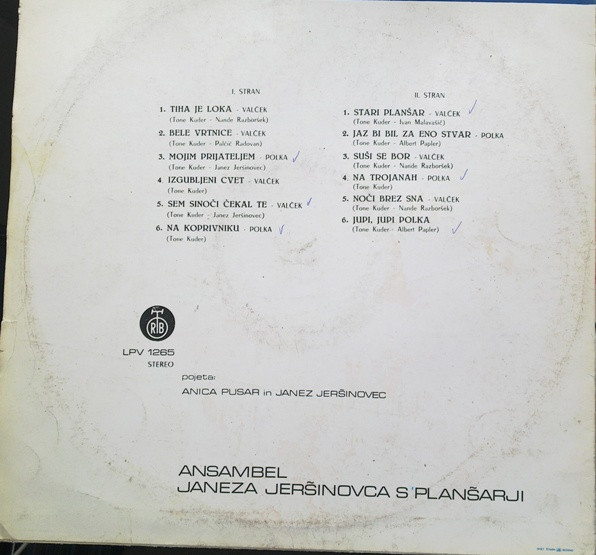 I. STRAN
1. TIHA JE LOKA - VALČEK
(Tone Kuder - Nande Razboršek)
2. BELE VRTNICE - VALČEK
(Tone Kuder - Pulčič Radovan)
3. MOJIM PRIJATELJEM - POLKA
(Tone Kuder - Janez Jeršinovec)
4. IZGUBLJENI CVET - VALČEK
(Tone Kuder)
5. SEM SINOČI ČEKAL TE - VALČEK
(Tone Kuder - Janez Jeršinovec)
6. NA KOPRIVNIKU - POLKA
(Tone Kuder)
II. STRAN
1. STARI PLANŠAR - VALČEK
(Tone Kuder - Ivan Malavašič)
2. JAZ BI BIL ZA ENO STVAR - POLKA
(Tone Kuder - Albert Papler)
3. SUŠI SE BOR - VALČEK
(Tone Kuder - Nande Razboršek)
4. NA TROJANAH - POLKA
(Tone Kuder)
5. NOČI BREZ SNA - VALČEK
(Tone Kuder - Nande Razboršek)
6. JUPI, JUPI POLKA
(Tone Kuder - Albert Papler)
RTB
LPV 1265
STEREO
pojeta:
ANICA PUSAR in JANEZ JERŠINOVEC
ANSAMBEL
JANEZA JERŠINOVCA S'PLANŠARJI